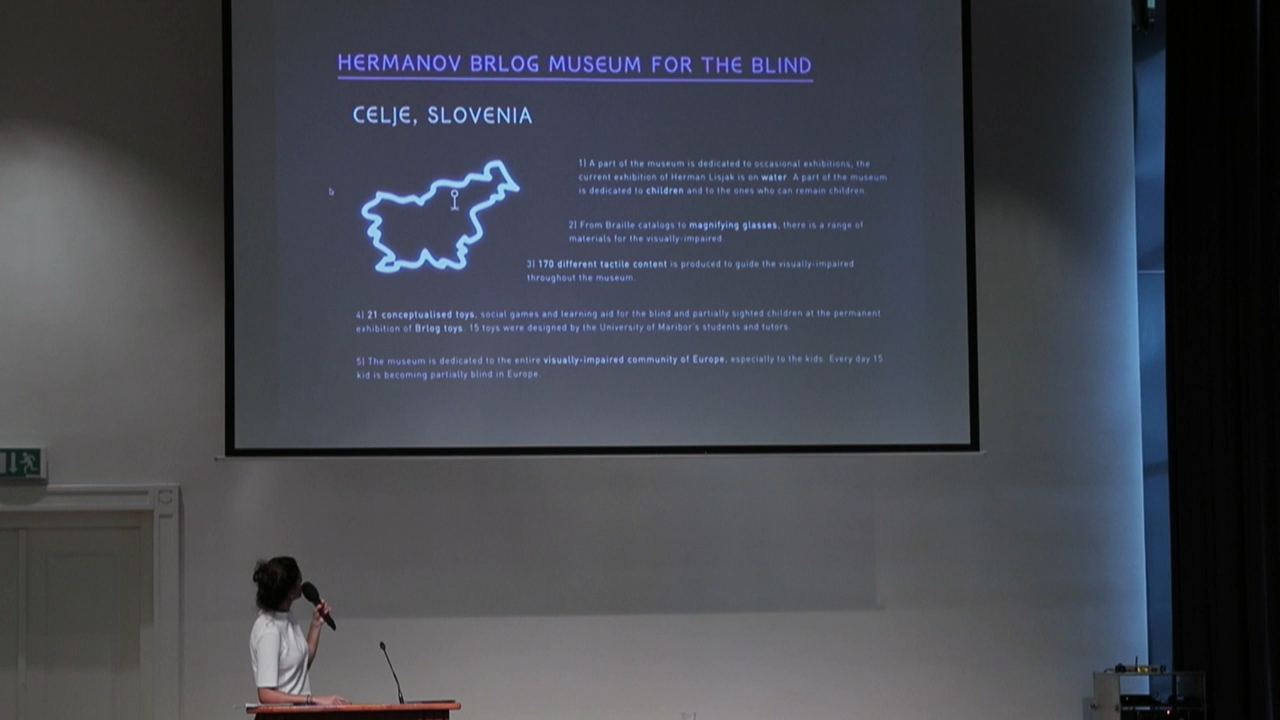 HERMANOV BRLOG MUSEUM FOR THE BLIND
CELJE, SLOVENIA
1) A part of the museum is dedicated to occasional exhibitions, the
current exhibition of Herman Lisjak is on water. A part of the museum
is dedicated to children and to the ones who can remain children.
2) From Braille catalogs to magnifying glasses, there is a range of
materials for the visually-impaired
3) 170 different tactile content is produced to guide the visually-impaired
throughout the museum.
4) 21 conceptualised toys, social games and learning aid for the blind and partially sighted children at the permanent
exhibition of Brlog toys. 15 toys were designed by the University of Maribor's students and tutors
5) The museum is dedicated to the entire visually-impaired community of Europe, especially to the kids. Every day 15
kid is becoming partially blind in Europe.